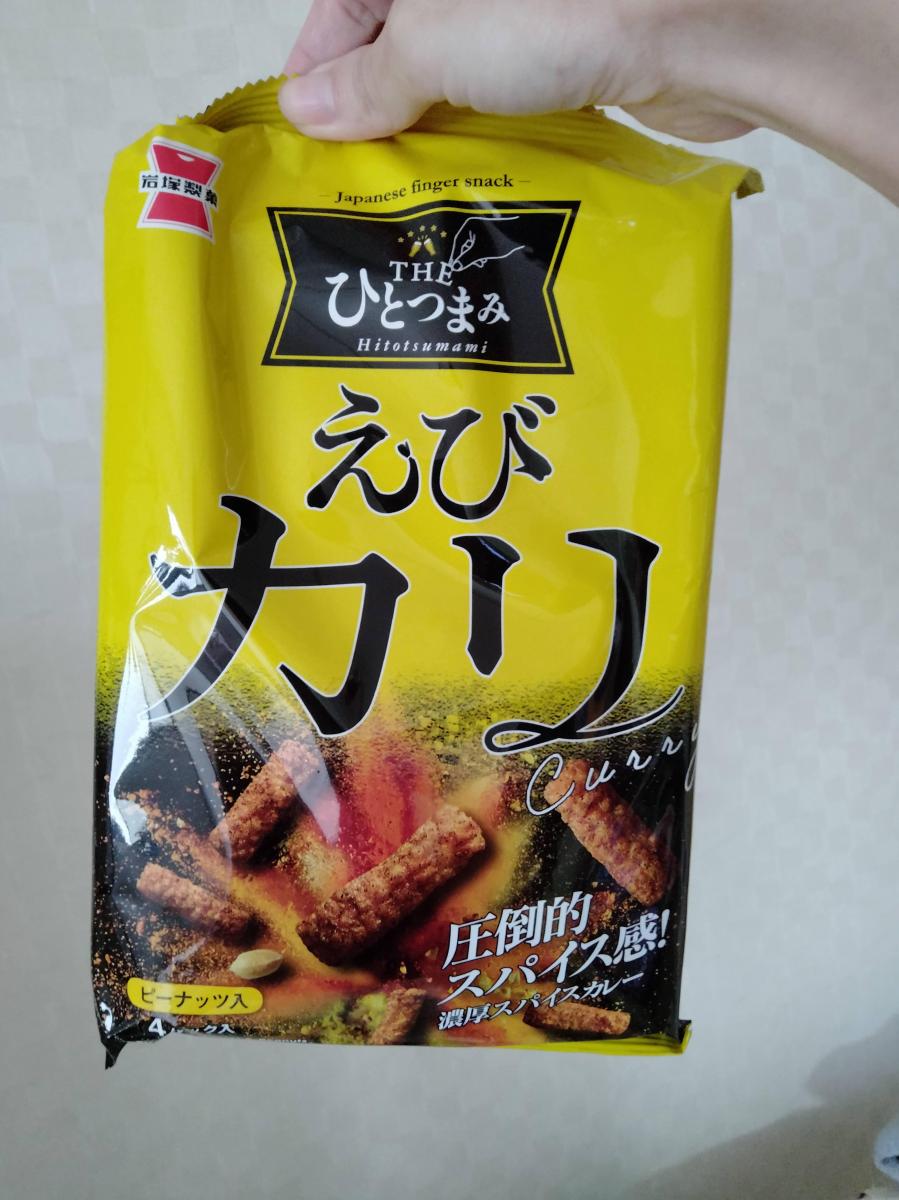 岩塚製菓
Japanese finger snack
THE
ひとつまみ
Hitotsumami
えび
カリ
Curry
圧倒的
スパイス感!
濃厚スパイスカレー
ピーナッツ入